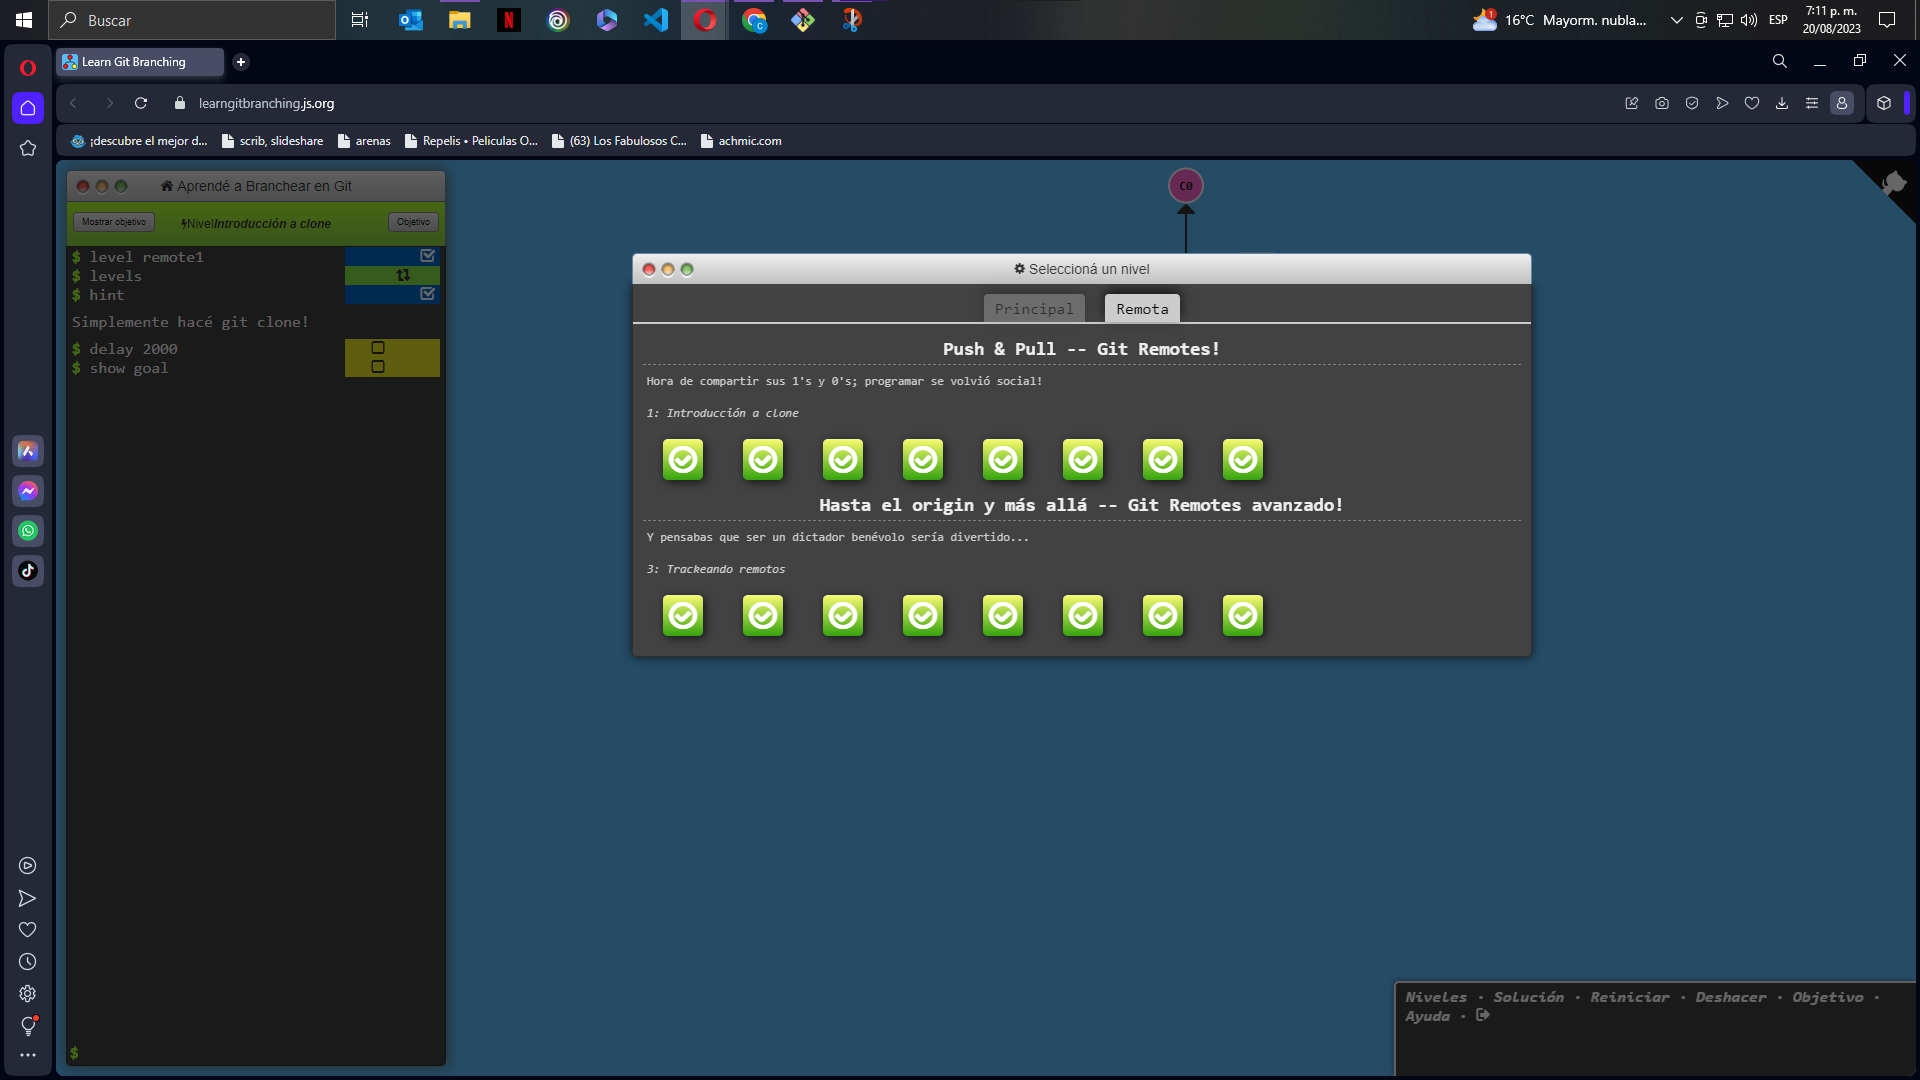 Buscar
16°C Mayorm. nubla...
ESP
7:11 p. m.
20/08/2023
Learn Git Branching
learngitbranching.js.org
¡descubre el mejor d...
scrib, slideshare
arenas
Repelis • Peliculas O...
(63) Los Fabulosos C...
achmic.com
Aprendé a Branchear en Git
Mostrar objetivo
Nivel Introducción a clone
Objetivo
$ level remote1
$ levels
$ hint
Simplemente hacé git clone!
$ delay 2000
$ show goal
$
C0
Seleccioná un nivel
Principal
Remota
Push & Pull -- Git Remotes!
Hora de compartir sus 1's y 0's; programar se volvió social!
1: Introducción a clone
Hasta el origin y más allá -- Git Remotes avanzado!
Y pensabas que ser un dictador benévolo sería divertido...
3: Trackeando remotos
Niveles · Solución · Reiniciar · Deshacer · Objetivo ·
Ayuda ·